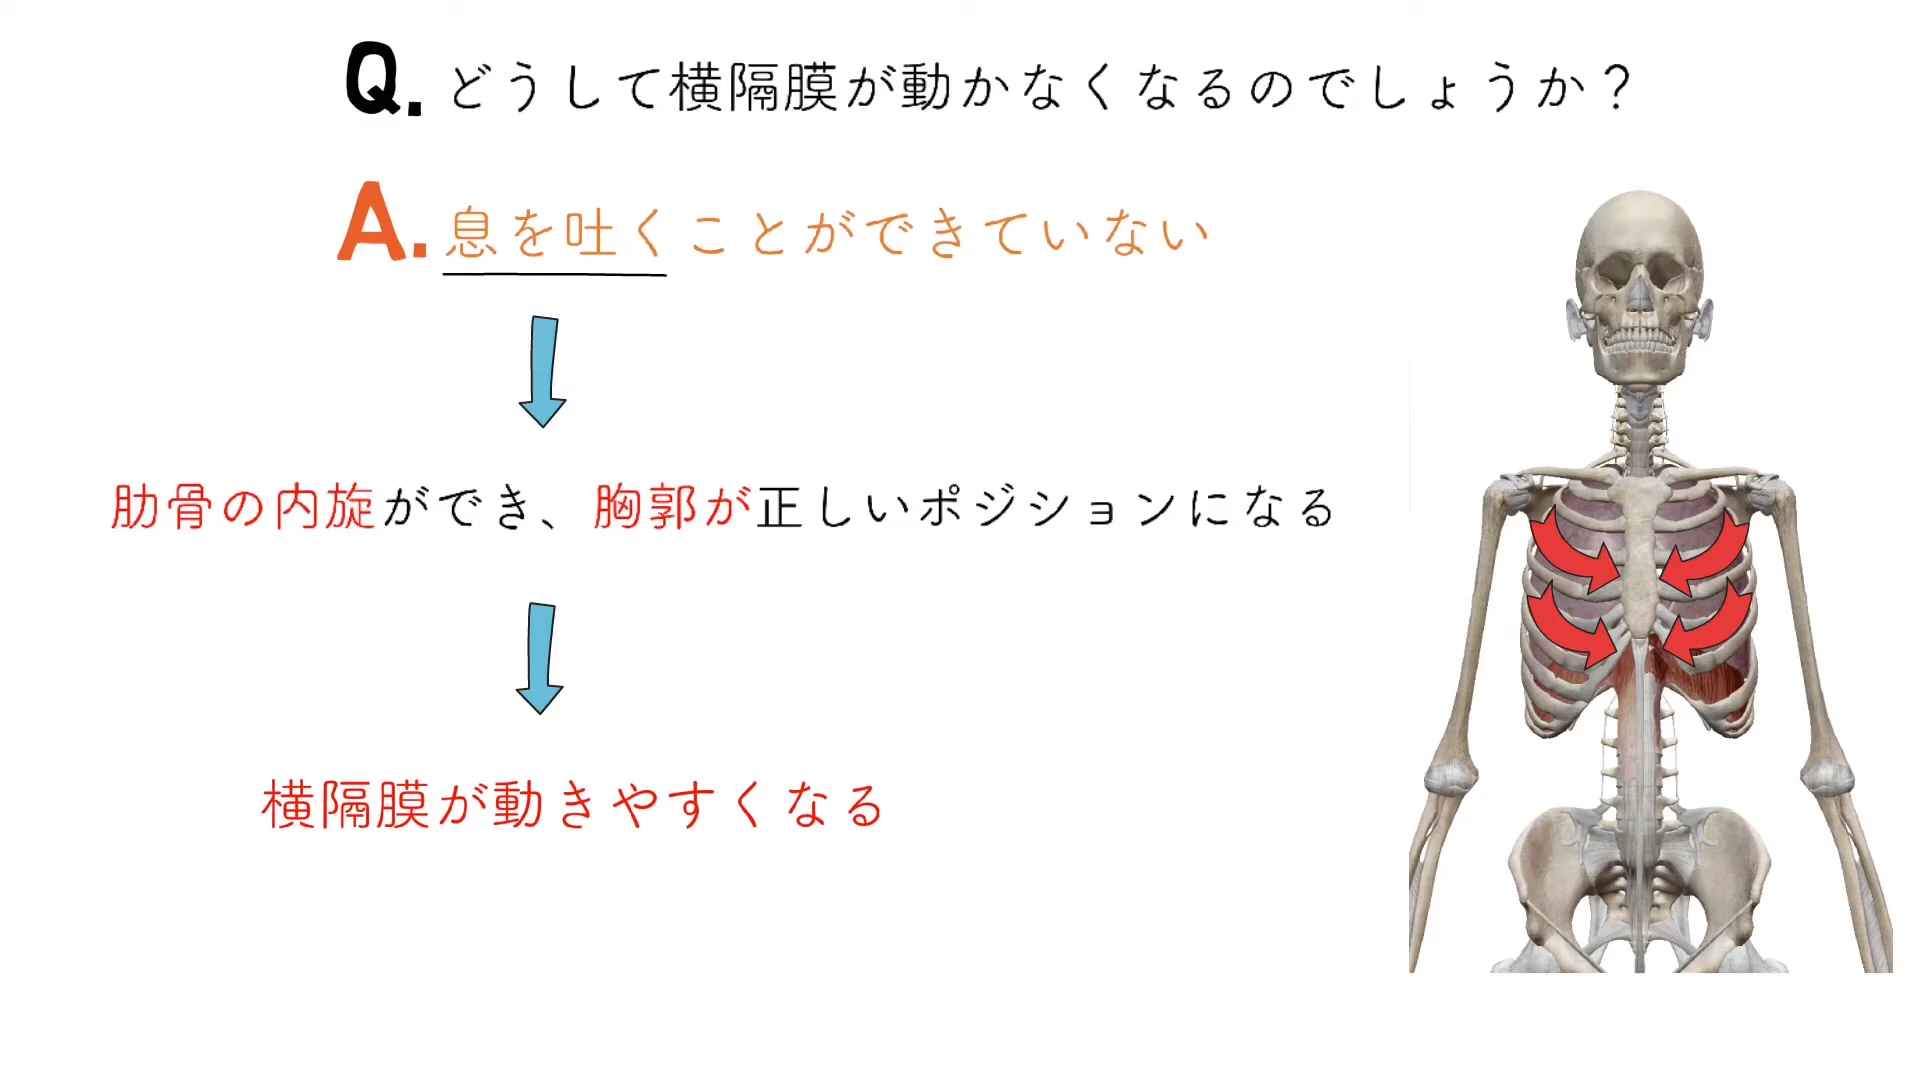 Q.どうして横隔膜が動かなくなるのでしょうか？
A.息を吐くことができていない
肋骨の内旋ができ、胸郭が正しいポジションになる
横隔膜が動きやすくなる